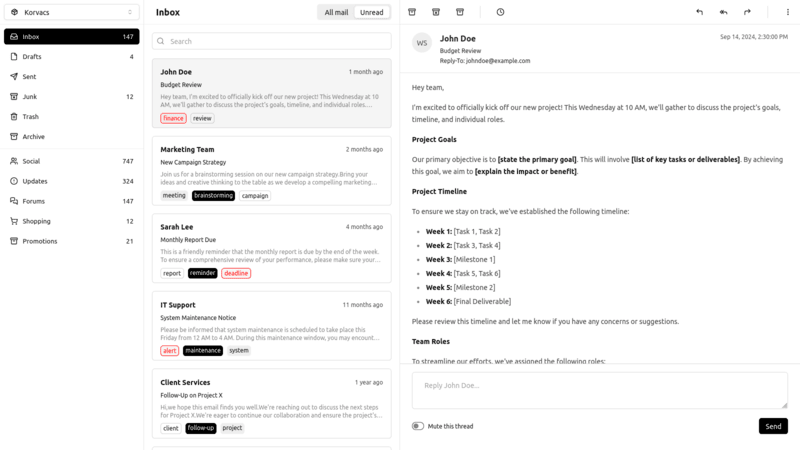 Korvacs
Inbox 147
Drafts 4
Sent
Junk 12
Trash
Archive
Social 747
Updates 324
Forums 147
Shopping 12
Promotions 21
Inbox
All mail Unread
Search
John Doe 1 month ago
Budget Review
Hey team, I'm excited to officially kick off our new project! This Wednesday at 10
AM, we'll gather to discuss the project's goals, timeline, and individual roles....
finance review
Marketing Team 2 months ago
New Campaign Strategy
Join us for a brainstorming session on our new campaign strategy.Bring your
ideas and creative thinking to the table as we develop a compelling marketing...
meeting brainstorming campaign
Sarah Lee 4 months ago
Monthly Report Due
This is a friendly reminder that the monthly report is due by the end of the week.
To ensure a comprehensive review of your performance, please make sure your...
report reminder deadline
IT Support 11 months ago
System Maintenance Notice
Please be informed that system maintenance is scheduled to take place this
Friday from 12 AM to 4 AM. During this maintenance window, you may encount...
alert maintenance system
Client Services 1 year ago
Follow-Up on Project X
Hi,we hope this email finds you well.We're reaching out to discuss the next steps
for Project X.We're eager to continue our collaboration and ensure the project's...
client follow-up project
WS
John Doe
Budget Review
Reply-To: johndoe@example.com
Sep 14, 2024, 2:30:00 PM
Hey team,
I'm excited to officially kick off our new project! This Wednesday at 10 AM, we'll gather to discuss the project's goals,
timeline, and individual roles.
Project Goals
Our primary objective is to [state the primary goal]. This will involve [list of key tasks or deliverables]. By achieving
this goal, we aim to [explain the impact or benefit].
Project Timeline
To ensure we stay on track, we've established the following timeline:
Week 1: [Task 1, Task 2]
Week 2: [Task 3, Task 4]
Week 3: [Milestone 1]
Week 4: [Task 5, Task 6]
Week 5: [Milestone 2]
Week 6: [Final Deliverable]
Please review this timeline and let me know if you have any concerns or suggestions.
Team Roles
To streamline our efforts, we've assigned the following roles:
Reply John Doe...
Mute this thread
Send